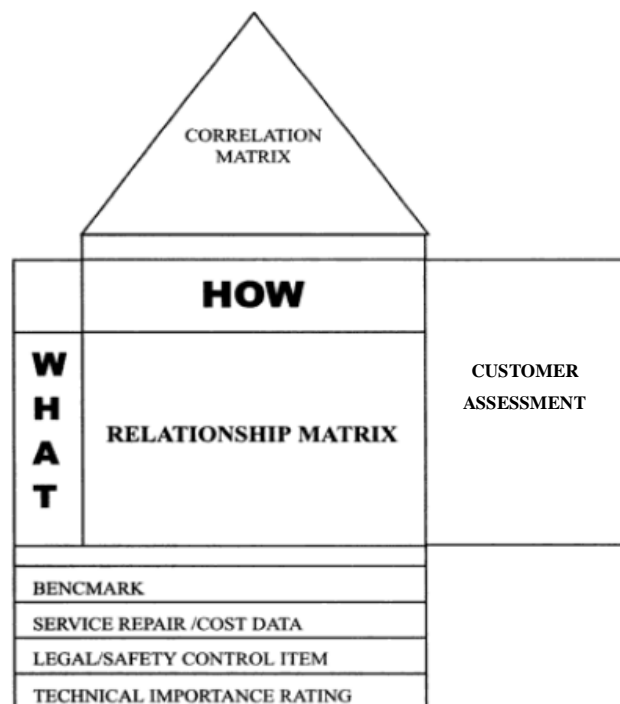 CORRELATION
MATRIX
HOW
W
H
A
T
RELATIONSHIP MATRIX
CUSTOMER
ASSESSMENT
BENCMARK
SERVICE REPAIR /COST DATA
LEGAL/SAFETY CONTROL ITEM
TECHNICAL IMPORTANCE RATING